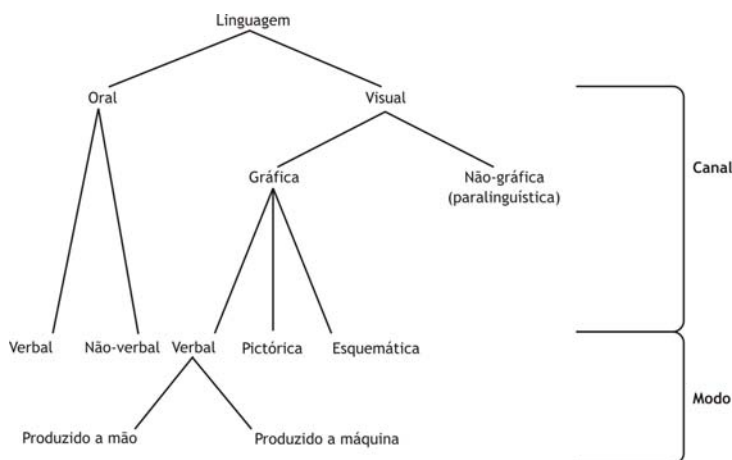 Linguagem
Oral
Visual
Gráfica
Não-gráfica
(paralinguística)
Canal
Verbal
Não-verbal
Verbal
Pictórica
Esquemática
Modo
Produzido a mão
Produzido a máquina